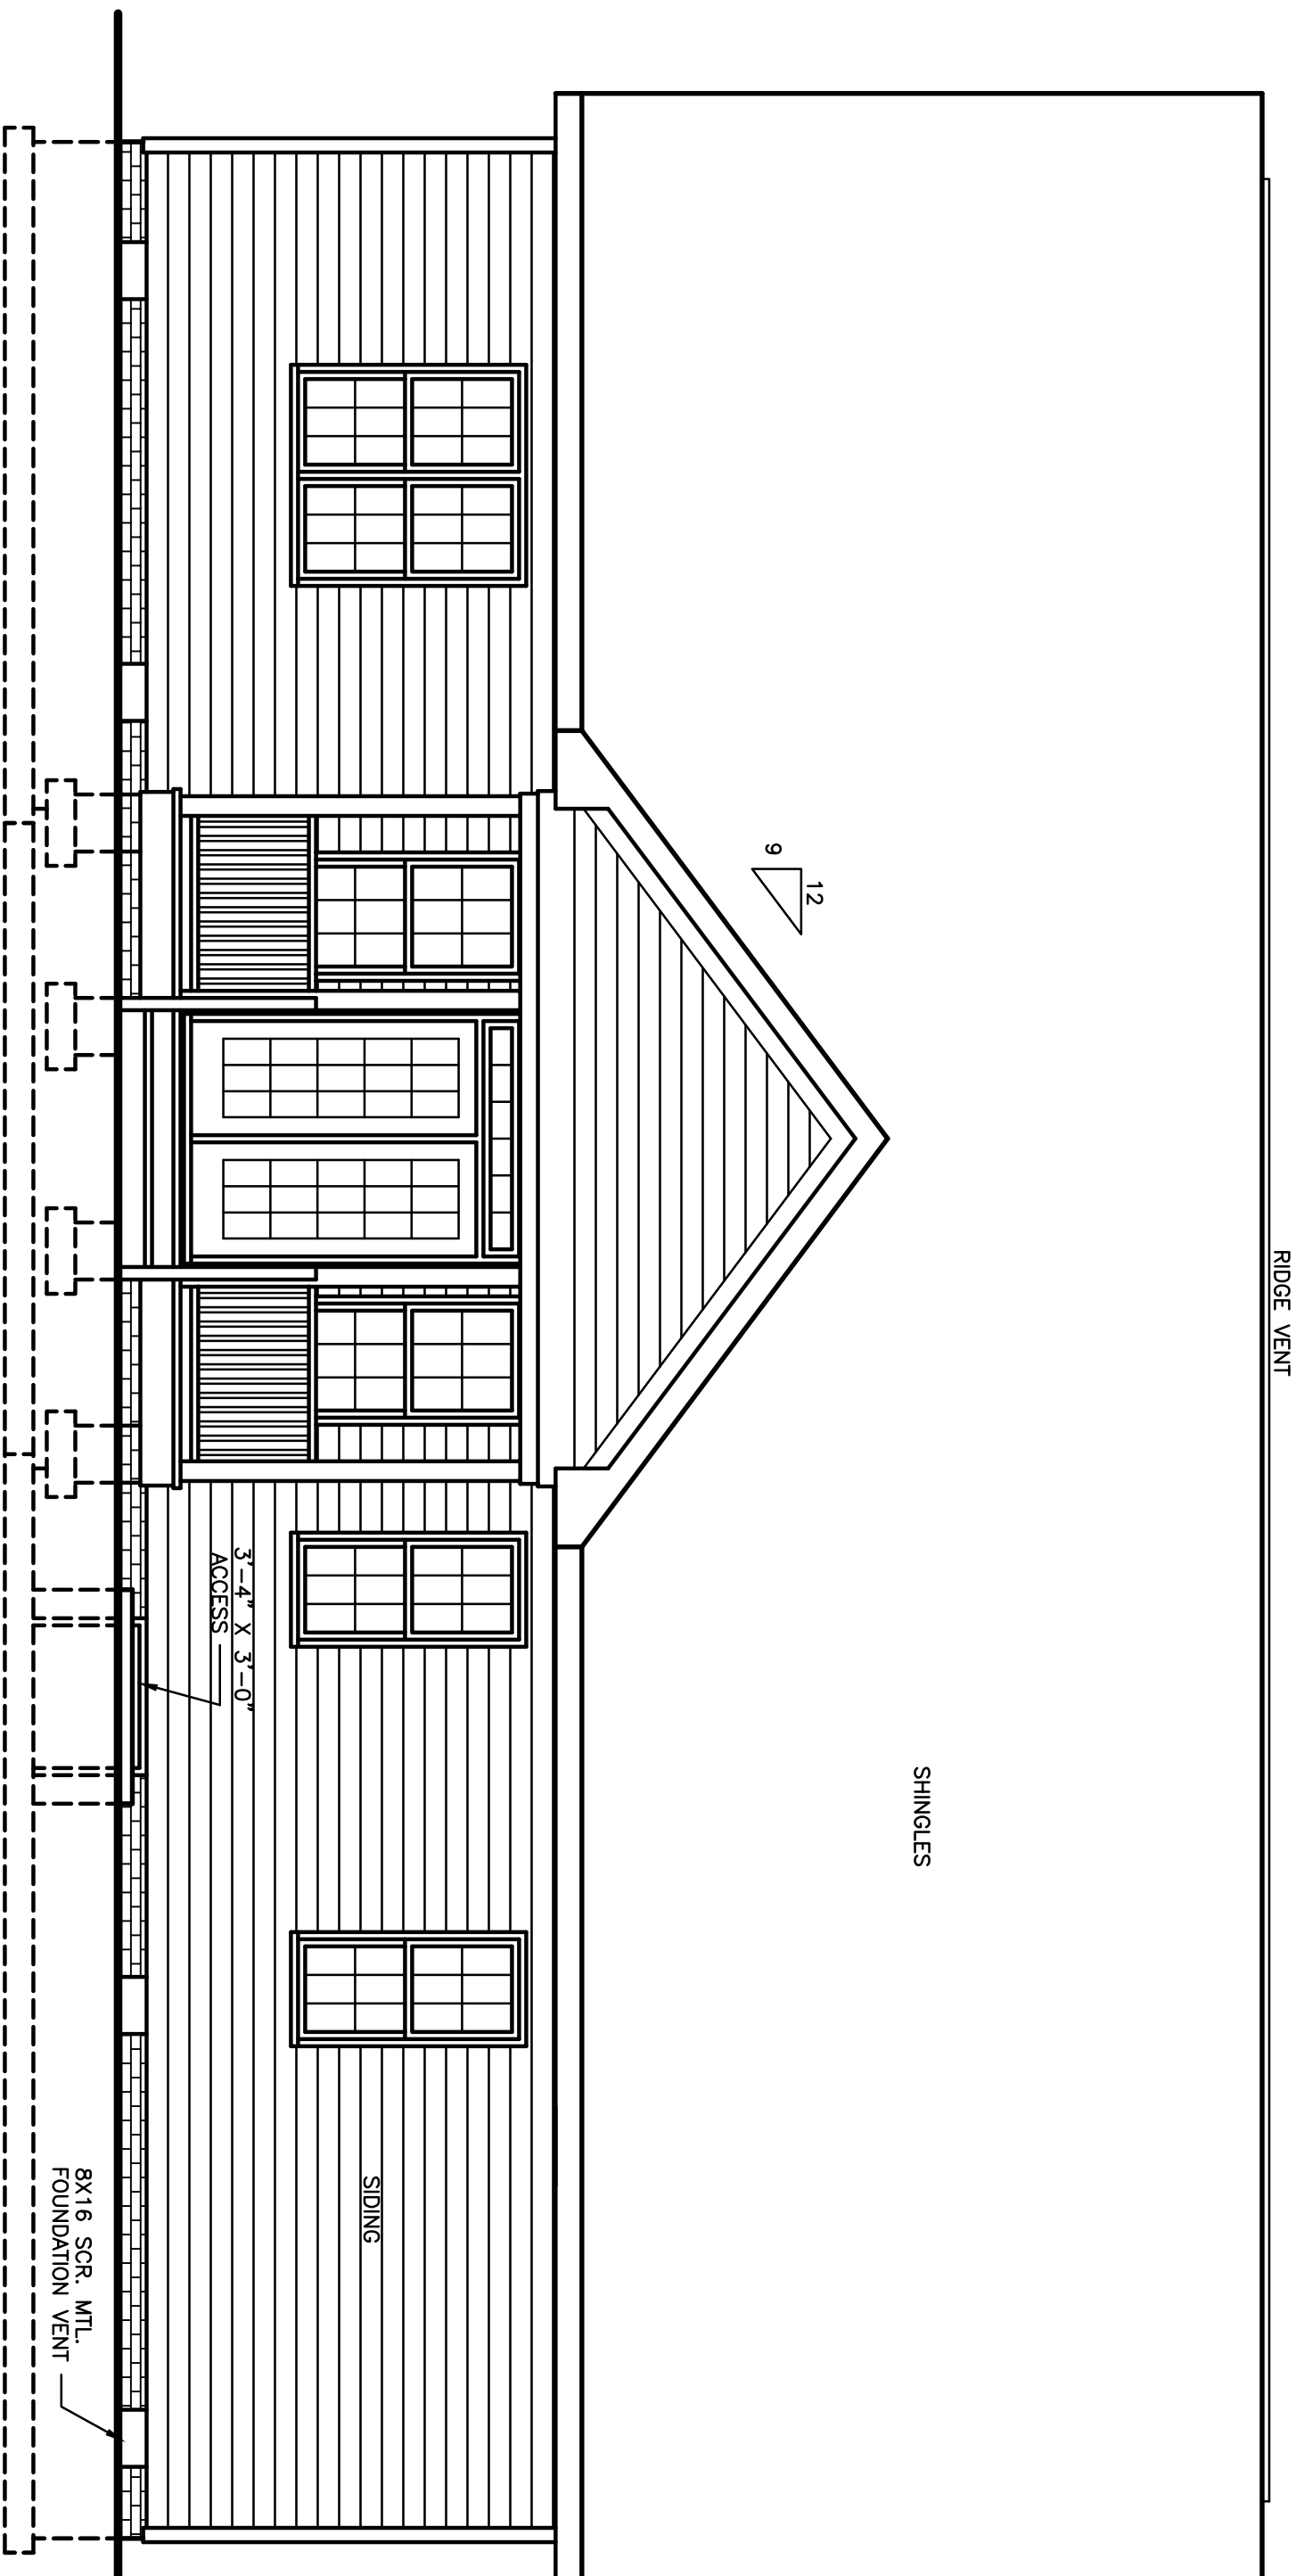 RIDGE VENT
12
9
SHINGLES
SIDING
3'-4" X 3'-0"
ACCESS
8X16 SCR. MTL.
FOUNDATION VENT